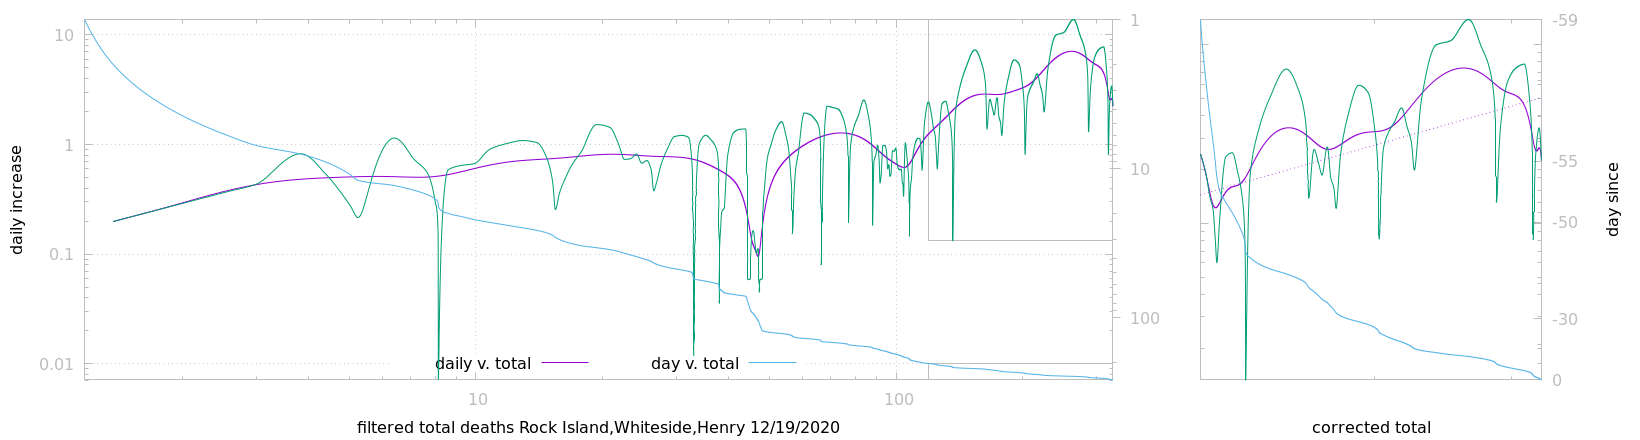 10
1
0.1
0.01
daily increase
daily v. total
day v. total
10
100
filtered total deaths Rock Island,Whiteside,Henry 12/19/2020
1
10
100
-59
-55
-50
-30
0
day since
corrected total